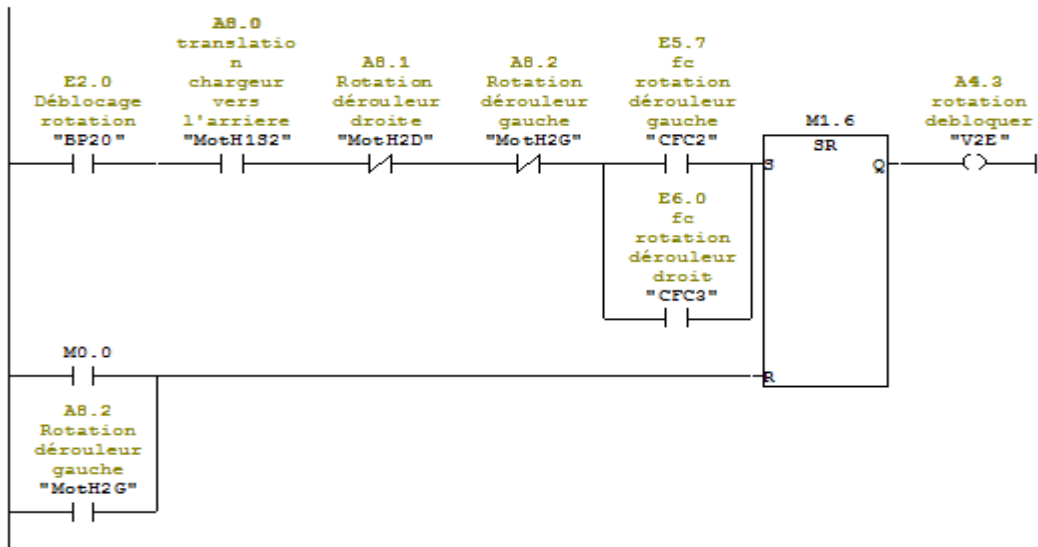 A8.0
translatio
n
chargeur
vers
l'arriere
"MotH1S2"
E2.0
Déblocage
rotation
"BP20"
A8.1
Rotation
dérouleur
droite
"MotH2D"
A8.2
Rotation
dérouleur
gauche
"MotH2G"
E5.7
fc
rotation
dérouleur
gauche
"CFC2"
M1.6
SR
S
Q
R
A4.3
rotation
debloquer
"V2E"
E6.0
fc
rotation
dérouleur
droit
"CFC3"
M0.0
A8.2
Rotation
dérouleur
gauche
"MotH2G"